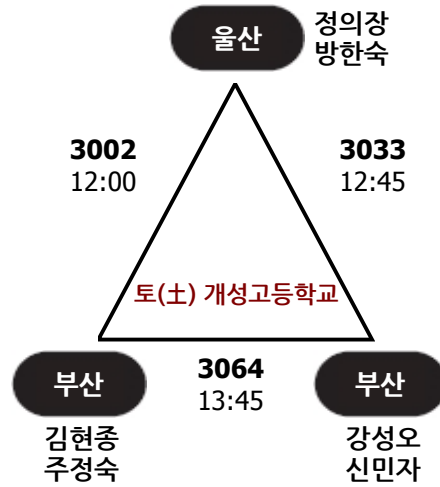 울산
정의장
방한숙
3002
12:00
3033
12:45
토(土) 개성고등학교
부산
3064
13:45
부산
김현종
주정숙
강성오
신민자